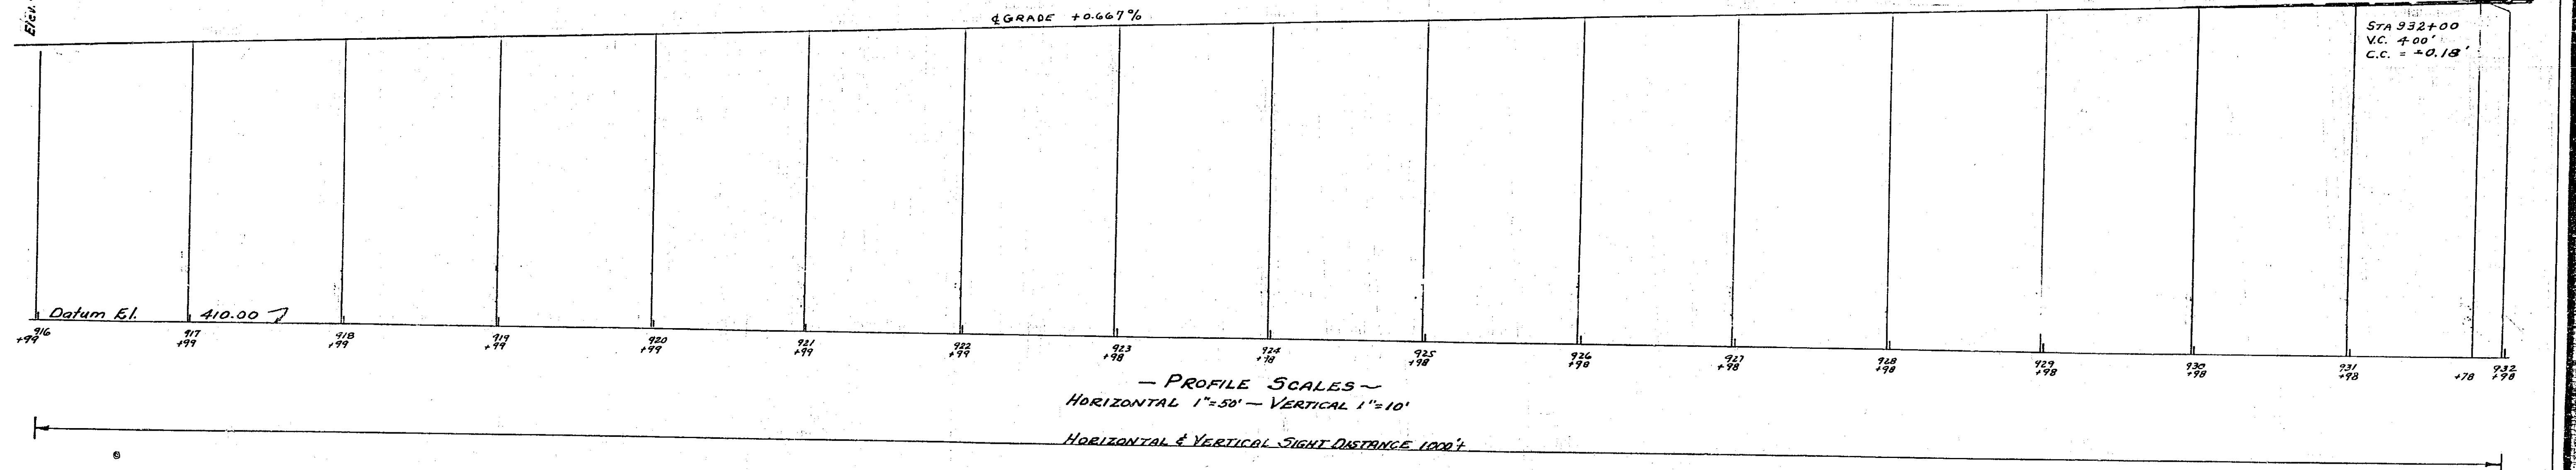 Elev.
℄ GRADE +0.667%
STA 932+00
V.C. 400'
C.C. = -0.18'
Datum El. 410.00
916 +99
917 +99
918 +99
919 +99
920 +99
921 +99
922 +99
923 +98
924 +98
925 +98
926 +98
927 +98
928 +98
929 +98
930 +98
931 +98
+78
932 +98
— PROFILE SCALES —
HORIZONTAL 1"=50' — VERTICAL 1"=10'
HORIZONTAL & VERTICAL SIGHT DISTANCE 1000'+